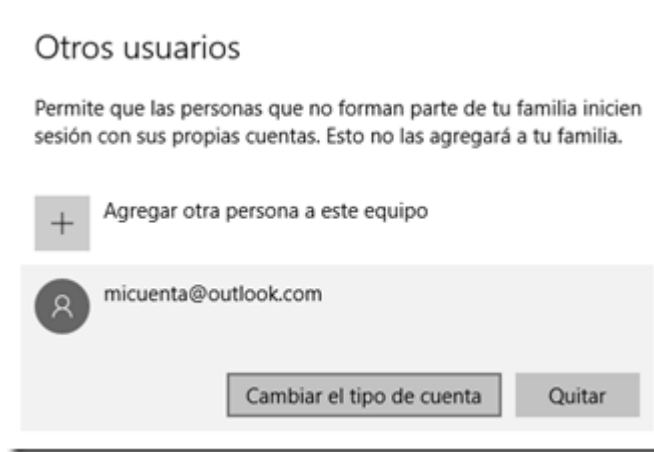 Otros usuarios
Permite que las personas que no forman parte de tu familia inicien
sesión con sus propias cuentas. Esto no las agregará a tu familia.
Agregar otra persona a este equipo
micuenta@outlook.com
Cambiar el tipo de cuenta
Quitar